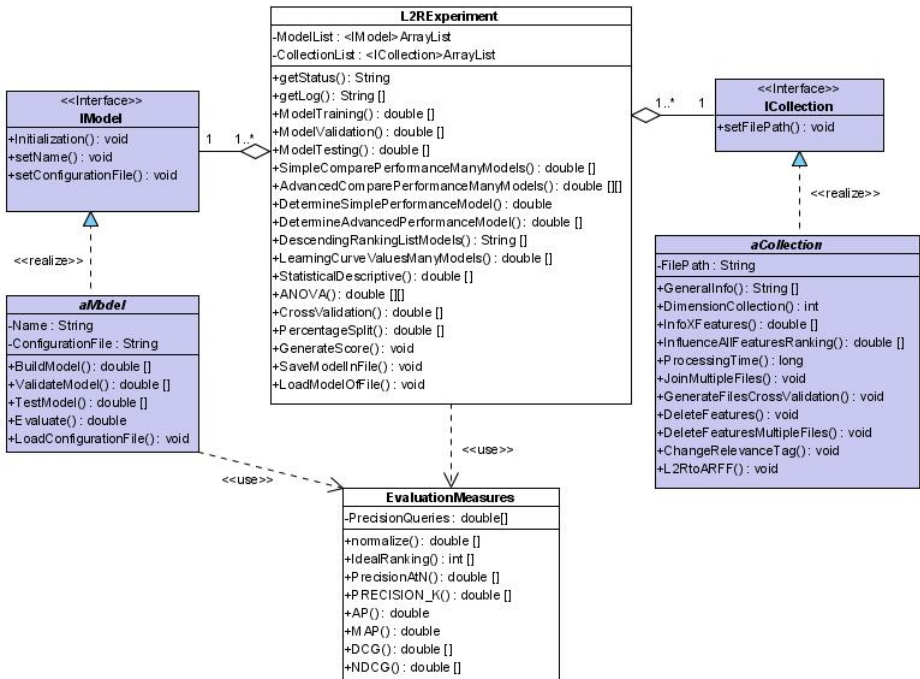 L2RExperiment
-ModelList : <IModel>ArrayList
-CollectionList : <ICollection>ArrayList
+getStatus() : String
+getLog() : String []
+ModelTraining() : double []
+ModelValidation() : double []
+ModelTesting() : double []
+SimpleComparePerformanceManyModels() : double []
+AdvancedComparePerformanceManyModels() : double [][]
+DetermineSimplePerformanceModel() : double
+DetermineAdvancedPerformanceModel() : double []
+DescendingRankingListModels() : String []
+LearningCurveValuesManyModels() : double []
+StatisticalDescriptive() : double []
+ANOVA() : double [][]
+CrossValidation() : double []
+PercentageSplit() : double []
+GenerateScore() : void
+SaveModelInFile() : void
+LoadModelOfFile() : void
<<Interface>>
IModel
+Initialization() : void
+setName() : void
+setConfigurationFile() : void
1
1..*
1..*
1
<<Interface>>
ICollection
+setFilePath() : void
<<realize>>
<<realize>>
aModel
-Name : String
-ConfigurationFile : String
+BuildModel() : double []
+ValidateModel() : double []
+TestModel() : double []
+Evaluate() : double
+LoadConfigurationFile() : void
aCollection
-FilePath : String
+GeneralInfo() : String []
+DimensionCollection() : int
+InfoXFeatures() : double []
+InfluenceAllFeaturesRanking() : double []
+ProcessingTime() : long
+JoinMultipleFiles() : void
+GenerateFilesCrossValidation() : void
+DeleteFeatures() : void
+DeleteFeaturesMultipleFiles() : void
+ChangeRelevanceTag() : void
+L2RtoARFF() : void
<<use>>
<<use>>
EvaluationMeasures
-PrecisionQueries : double[]
+normalize() : double []
+IdealRanking() : int []
+PrecisionAtN() : double []
+PRECISION_K() : double []
+AP() : double
+MAP() : double
+DCG() : double []
+NDCG() : double []